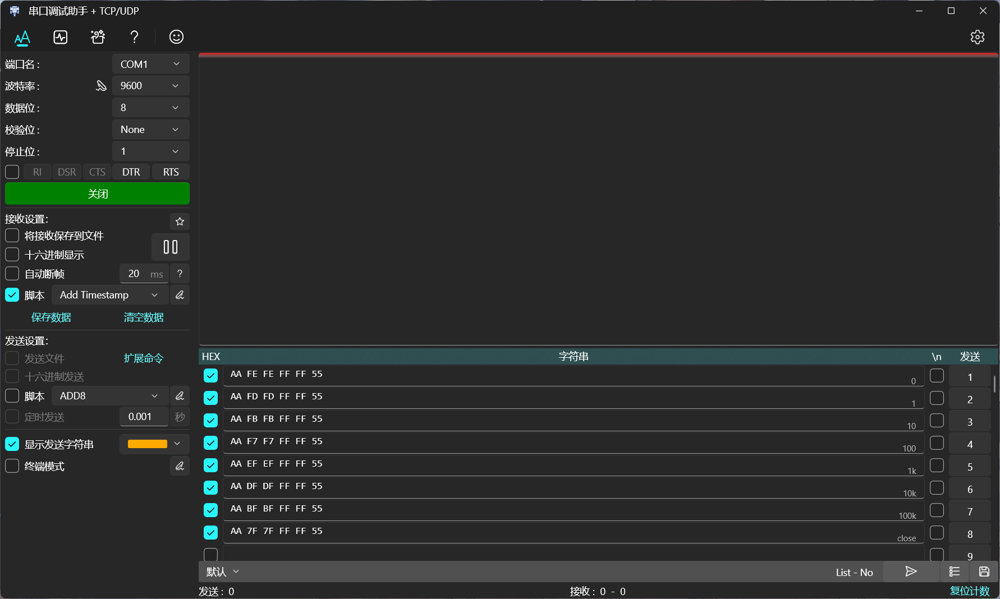 串口调试助手 + TCP/UDP
端口名 :
COM1
波特率 :
9600
数据位 :
8
校验位 :
None
停止位 :
1
RI DSR CTS DTR RTS
关闭
接收设置:
将接收保存到文件
十六进制显示
自动断帧
20 ms ?
脚本 Add Timestamp
保存数据 清空数据
发送设置:
发送文件 扩展命令
十六进制发送
脚本 ADD8
定时发送 0.001 秒
显示发送字符串
终端模式
HEX 字符串 \n 发送
AA FE FE FF FF 55 0 1
AA FD FD FF FF 55 1 2
AA FB FB FF FF 55 10 3
AA F7 F7 FF FF 55 100 4
AA EF EF FF FF 55 1k 5
AA DF DF FF FF 55 10k 6
AA BF BF FF FF 55 100k 7
AA 7F 7F FF FF 55 close 8
9
默认 List - No
发送 : 0 接收 : 0 - 0 复位计数